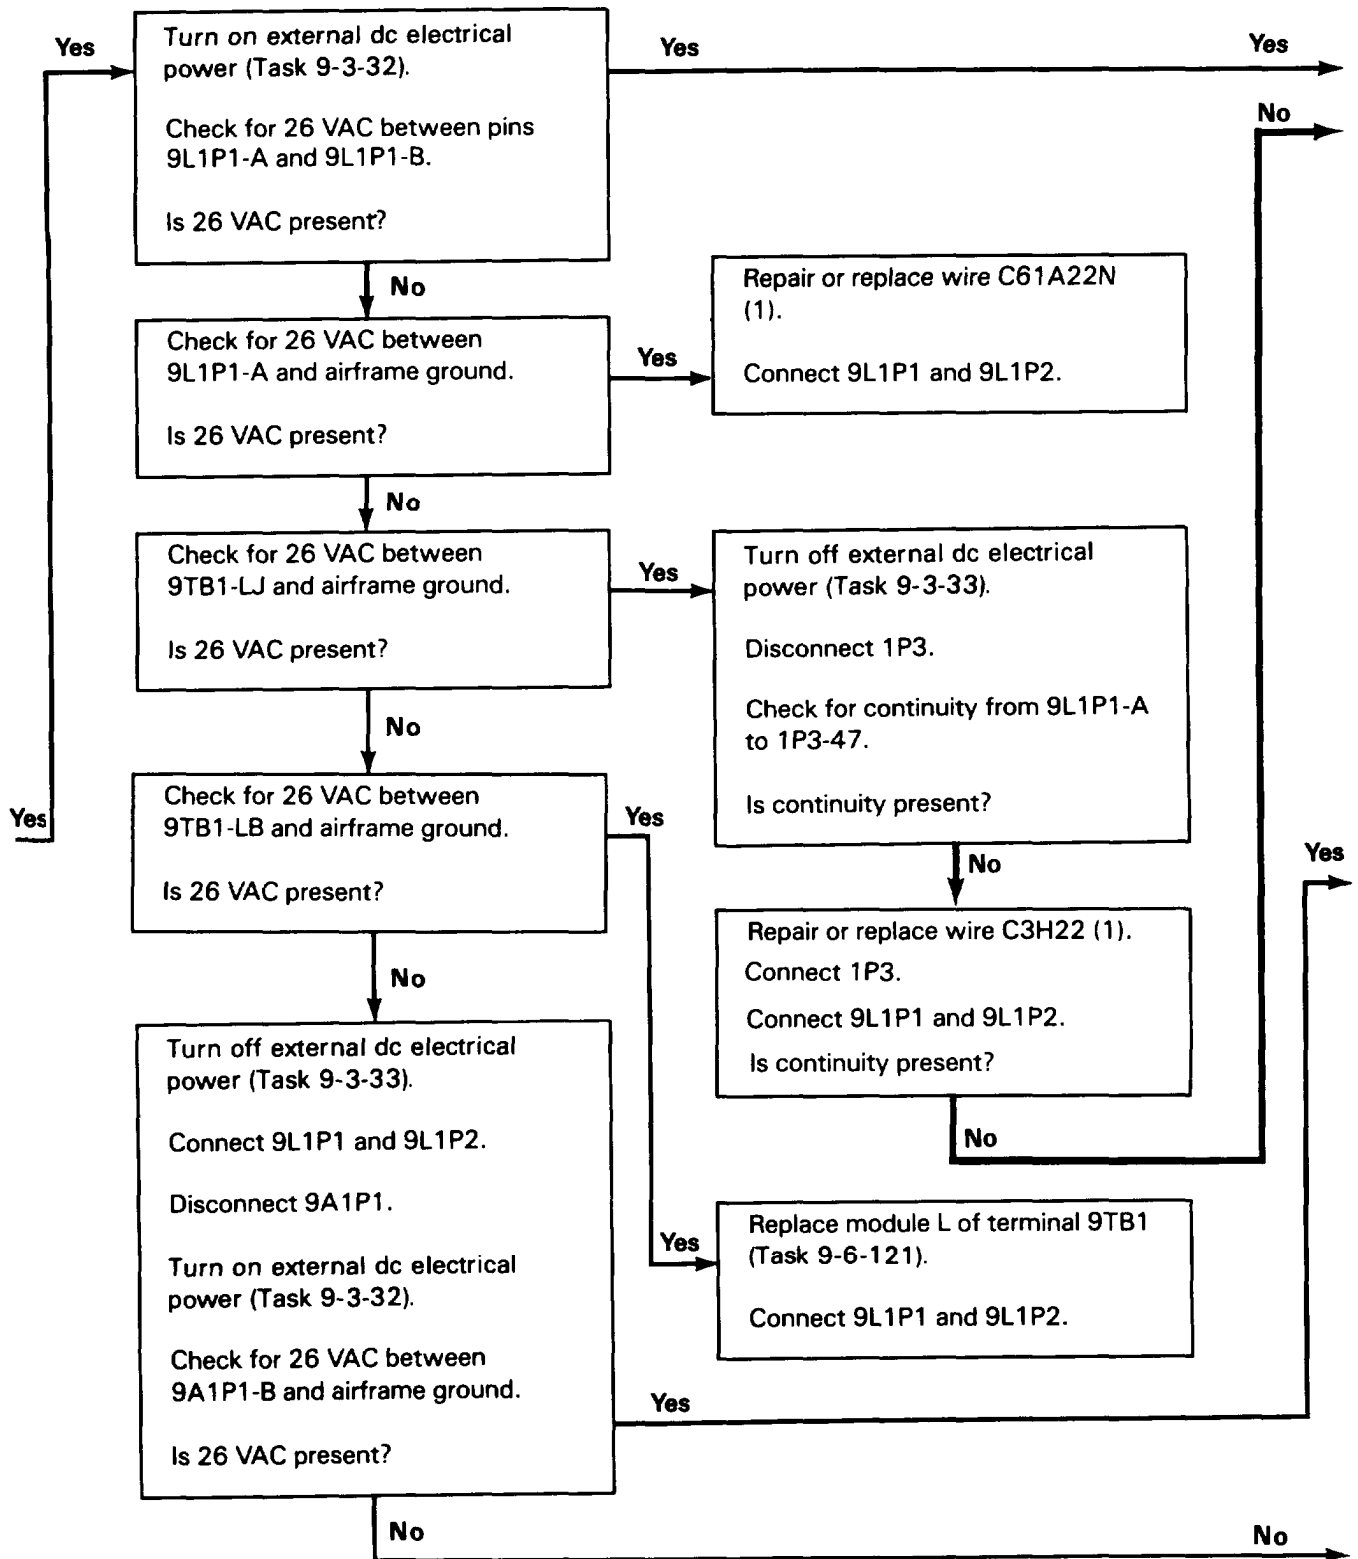 Yes
Turn on external dc electrical
power (Task 9-3-32).
Check for 26 VAC between pins
9L1P1-A and 9L1P1-B.
Is 26 VAC present?
Yes
Yes
No
No
Check for 26 VAC between
9L1P1-A and airframe ground.
Is 26 VAC present?
Yes
Repair or replace wire C61A22N
(1).
Connect 9L1P1 and 9L1P2.
No
Check for 26 VAC between
9TB1-LJ and airframe ground.
Is 26 VAC present?
Yes
Turn off external dc electrical
power (Task 9-3-33).
Disconnect 1P3.
Check for continuity from 9L1P1-A
to 1P3-47.
Is continuity present?
No
Yes
Check for 26 VAC between
9TB1-LB and airframe ground.
Is 26 VAC present?
Yes
No
Yes
Repair or replace wire C3H22 (1).
Connect 1P3.
Connect 9L1P1 and 9L1P2.
Is continuity present?
No
No
Turn off external dc electrical
power (Task 9-3-33).
Connect 9L1P1 and 9L1P2.
Disconnect 9A1P1.
Turn on external dc electrical
power (Task 9-3-32).
Check for 26 VAC between
9A1P1-B and airframe ground.
Is 26 VAC present?
Yes
Replace module L of terminal 9TB1
(Task 9-6-121).
Connect 9L1P1 and 9L1P2.
Yes
No
No